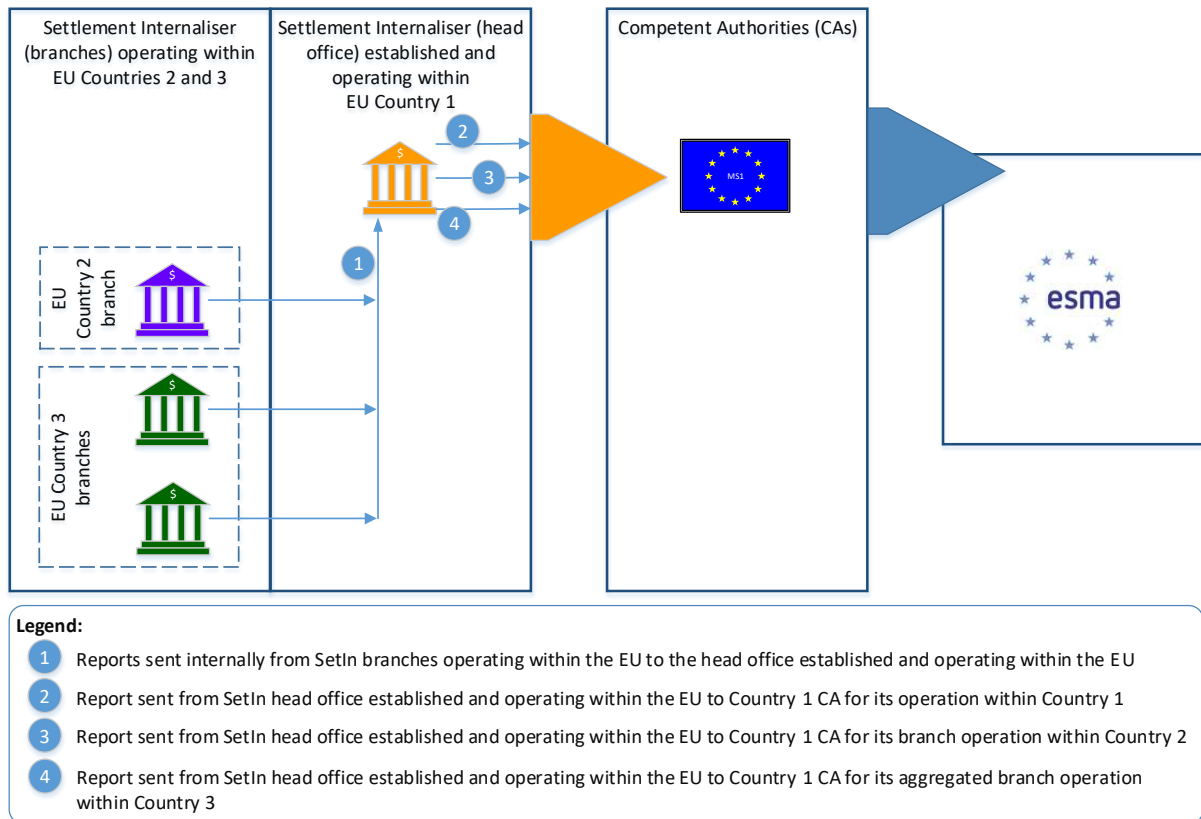 Settlement Internaliser
(branches) operating within
EU Countries 2 and 3
Settlement Internaliser (head
office) established and
operating within
EU Country 1
Competent Authorities (CAs)
2
$
3
MS1
4
1
EU
Country 2
branch
$
esma
EU Country 3
branches
$
$
Legend:
1 Reports sent internally from SetIn branches operating within the EU to the head office established and operating within the EU
2 Report sent from SetIn head office established and operating within the EU to Country 1 CA for its operation within Country 1
3 Report sent from SetIn head office established and operating within the EU to Country 1 CA for its branch operation within Country 2
4 Report sent from SetIn head office established and operating within the EU to Country 1 CA for its aggregated branch operation
within Country 3